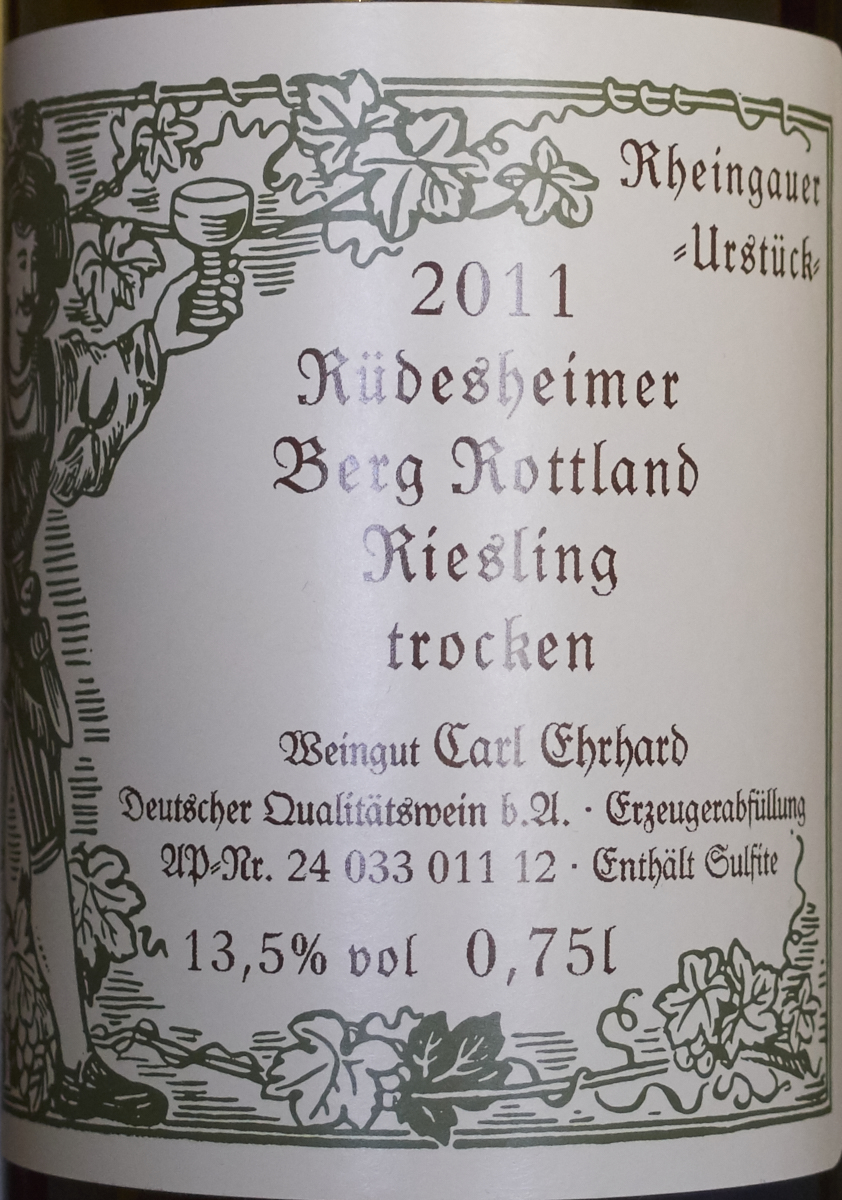 Rheingauer
-Urstück-
2011
Rüdesheimer
Berg Rottland
Riesling
trocken
Weingut Carl Ehrhard
Deutscher Qualitätswein b.A. · Erzeugerabfüllung
AP-Nr. 24 033 011 12 · Enthält Sulfite
13,5% vol 0,75l